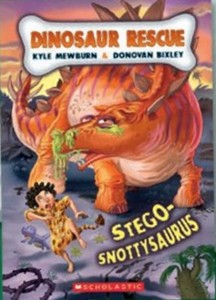 DINOSAUR RESCUE
KYLE MEWBURN & DONOVAN BIXLEY
STEGO-
SNOTTYSAURUS
SCHOLASTIC